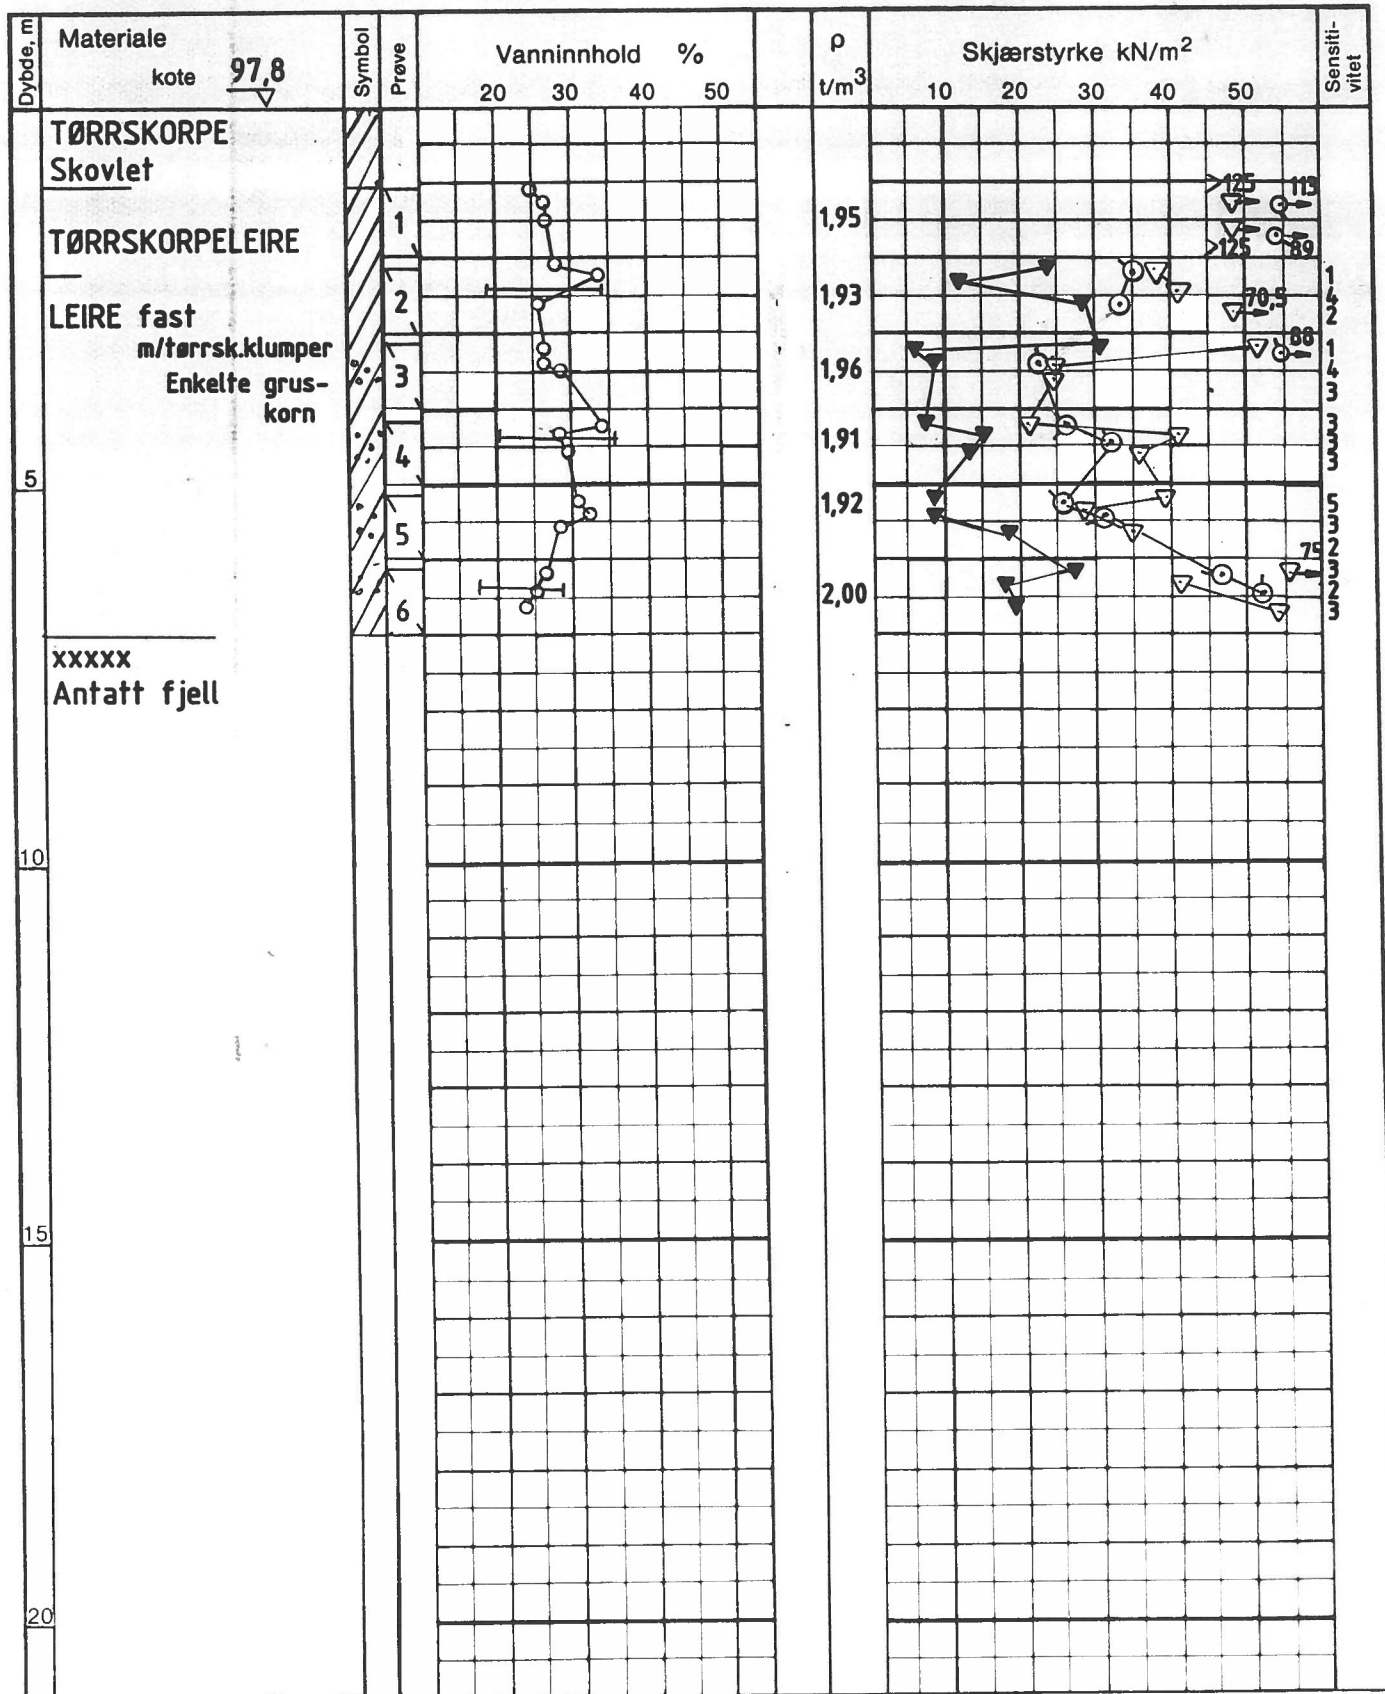 Dybde, m
Materiale
kote 97,8
Symbol
Prøve
Vanninnhold %
20 30 40 50
ρ
t/m³
Skjærstyrke kN/m²
10 20 30 40 50
Sensiti-
vitet
TØRRSKORPE
Skovlet
>125 113
1 1,95
TØRRSKORPELEIRE
>125 89
1
2 1,93 4
70,5 2
LEIRE fast
88
m/tørrsk.klumper 1
3 1,96 4
Enkelte grus-
korn
3
3
1,91 3
4 3
5
1,92 5
3
5 2
75
3
2,00 2
6 3
xxxxx
Antatt fjell
10
15
20